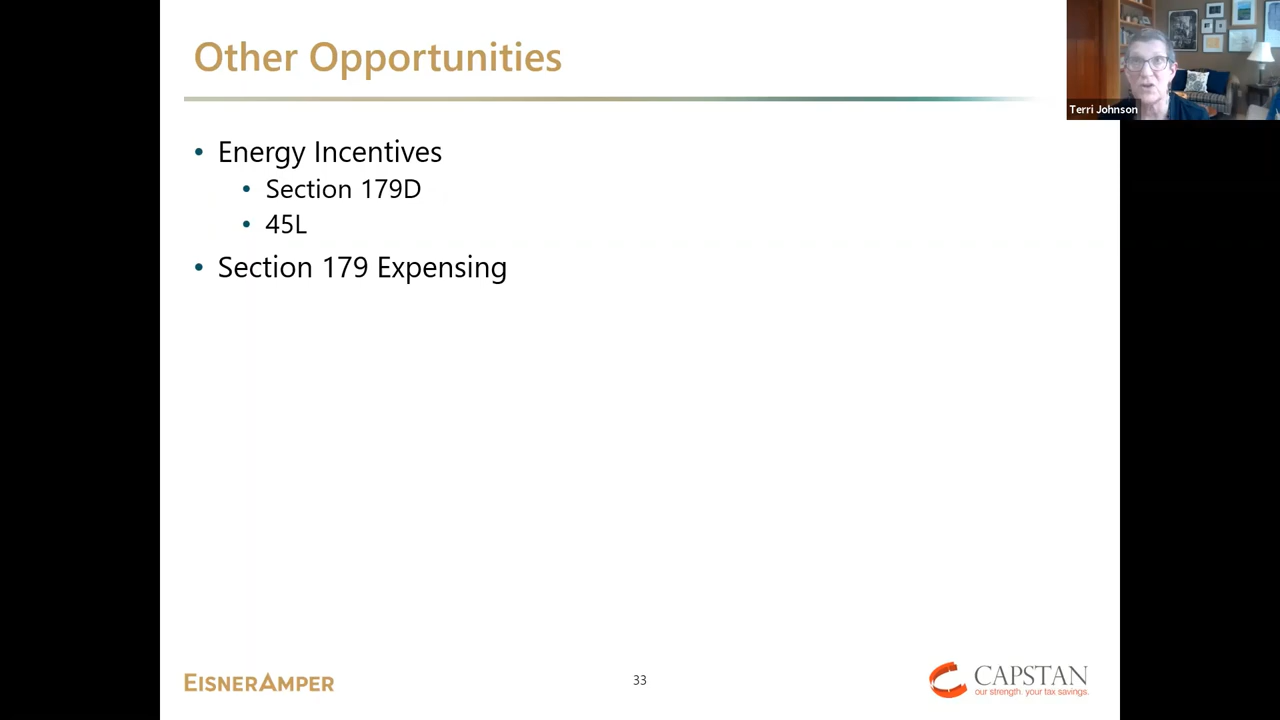 Other Opportunities
Terri Johnson
• Energy Incentives
• Section 179D
• 45L
• Section 179 Expensing
EISNERAMPER
33
CAPSTAN
our strength. your tax savings.